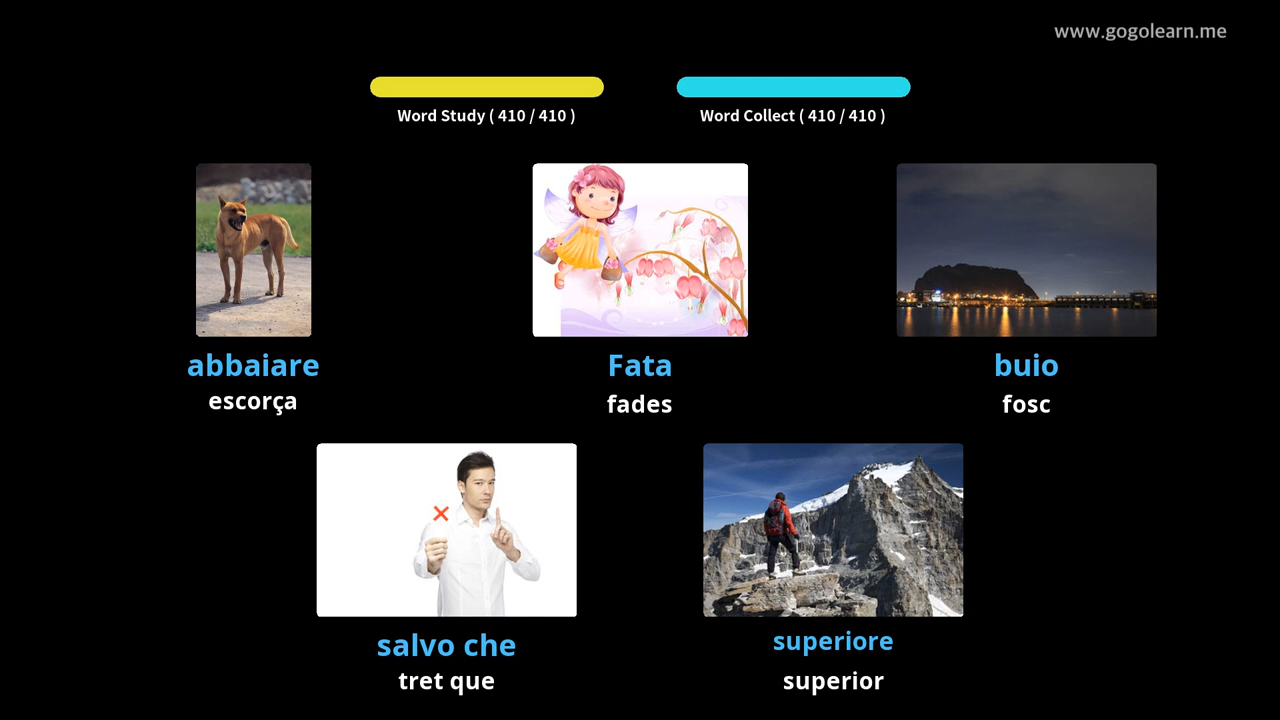 www.gogolearn.me
Word Study ( 410 / 410 )
Word Collect ( 410 / 410 )
abbaiare
escorça
Fata
fades
buio
fosc
salvo che
tret que
superiore
superior